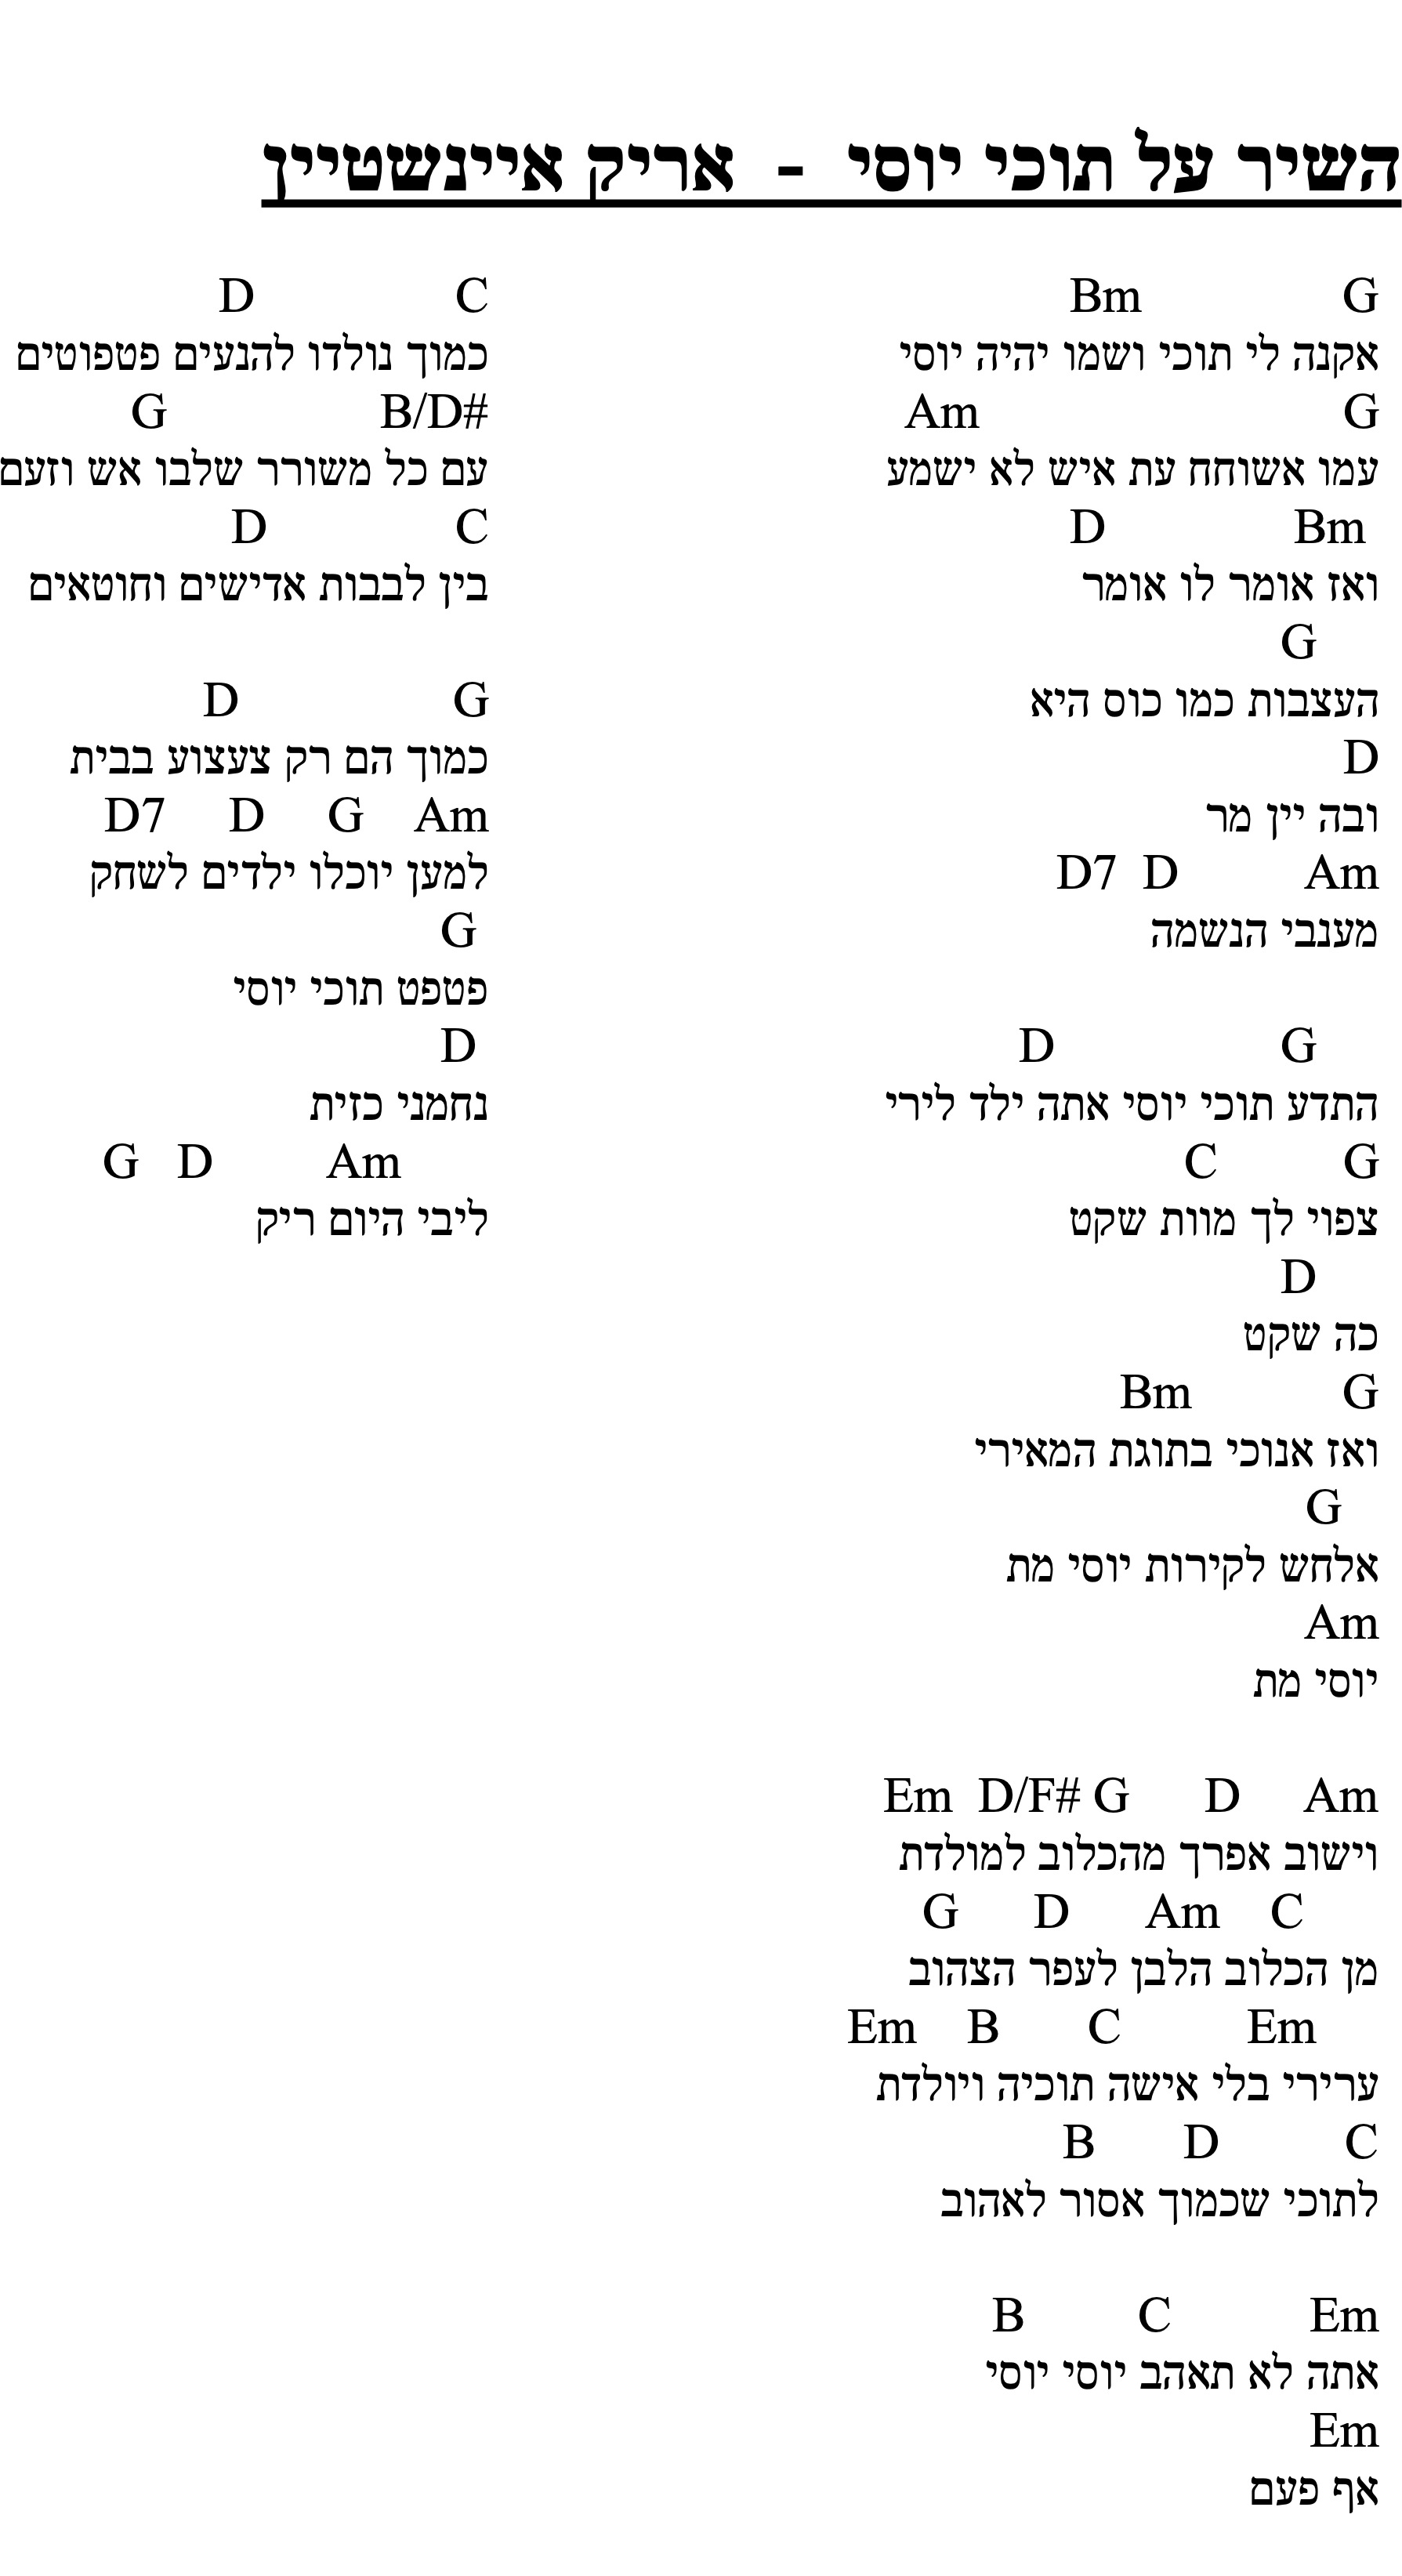 השיר על תוכי יוסי - אריק איינשטיין
G Bm
אקנה לי תוכי ושמו יהיה יוסי
G Am
עמו אשוחח עת איש לא ישמע
Bm D
ואז אומר לו אומר
G
העצבות כמו כוס היא
D
ובה יין מר
Am D D7
מענבי הנשמה
G D
התדע תוכי יוסי אתה ילד לירי
G C
צפוי לך מוות שקט
D
כה שקט
G Bm
ואז אנוכי בתוגת המאירי
G
אלחש לקירות יוסי מת
Am
יוסי מת
Am D G D/F# Em
וישוב אפרך מהכלוב למולדת
C Am D G
מן הכלוב הלבן לעפר הצהוב
Em C B Em
ערירי בלי אישה תוכיה ויולדת
C D B
לתוכי שכמוך אסור לאהוב
Em C B
אתה לא תאהב יוסי יוסי
Em
אף פעם
C D
כמוך נולדו להנעים פטפוטים
B/D# G
עם כל משורר שלבו אש וזעם
C D
בין לבבות אדישים וחוטאים
G D
כמוך הם רק צעצוע בבית
Am G D D7
למען יוכלו ילדים לשחק
G
פטפט תוכי יוסי
D
נחמני כזית
Am D G
ליבי היום ריק